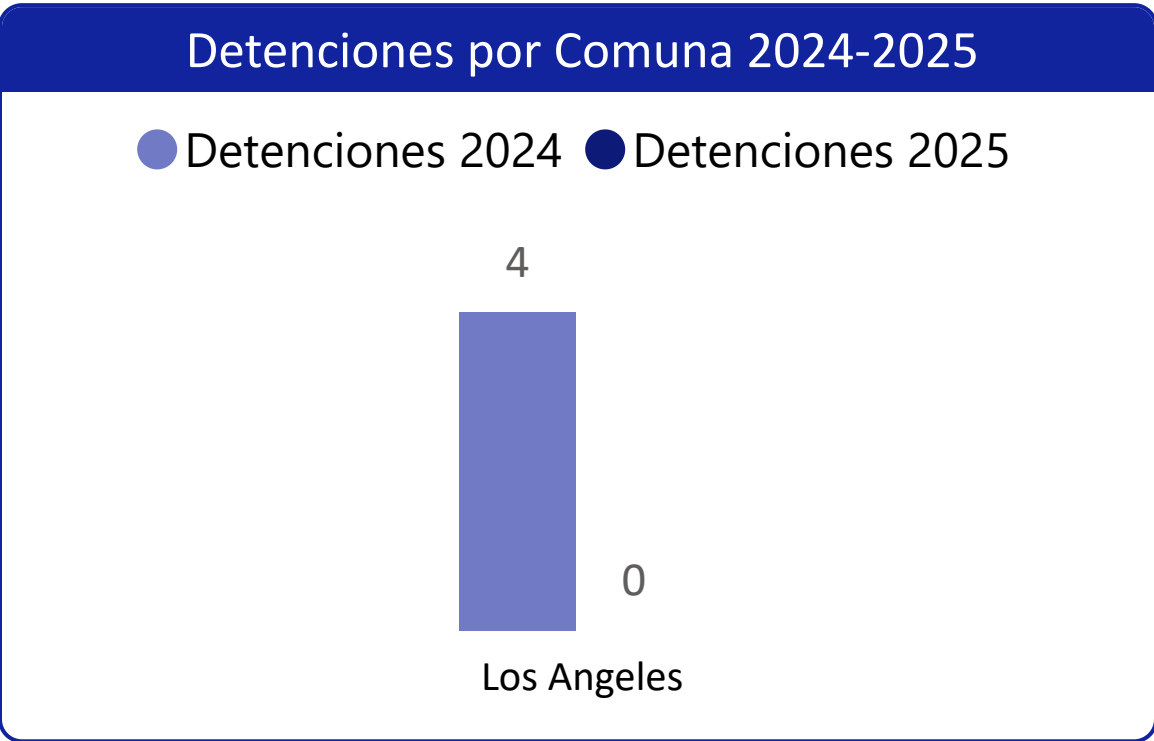 Detenciones por Comuna 2024-2025
Detenciones 2024 Detenciones 2025
4
0
Los Angeles